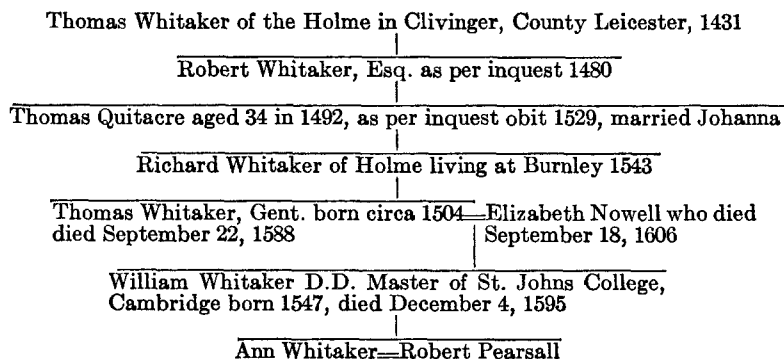 Thomas Whitaker of the Holme in Clivinger, County Leicester, 1431
Robert Whitaker, Esq. as per inquest 1480
Thomas Quitacre aged 34 in 1492, as per inquest obit 1529, married Johanna
Richard Whitaker of Holme living at Burnley 1543
Thomas Whitaker, Gent. born circa 1504=Elizabeth Nowell who died
died September 22, 1588 September 18, 1606
William Whitaker D.D. Master of St. Johns College,
Cambridge born 1547, died December 4, 1595
Ann Whitaker=Robert Pearsall